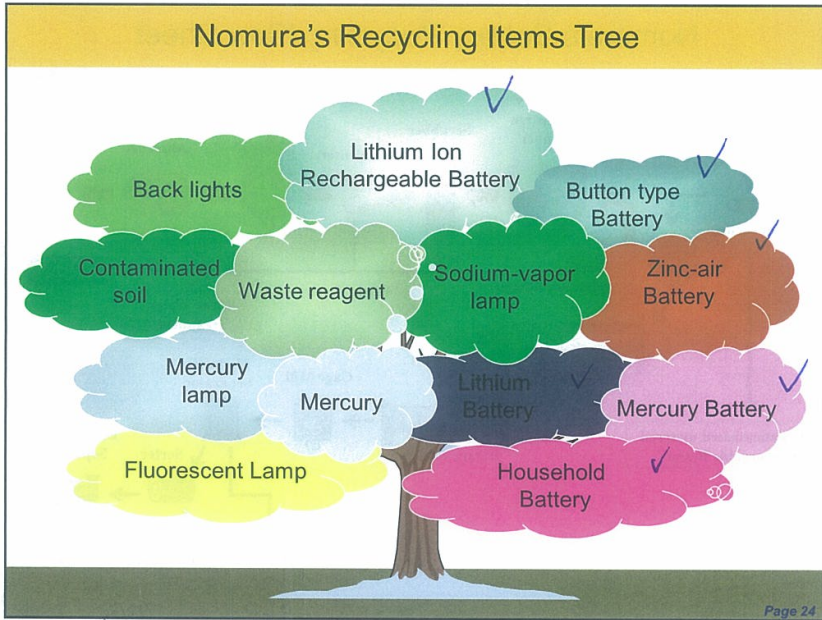 Nomura's Recycling Items Tree
Lithium Ion
Rechargeable Battery
Back lights
Button type
Battery
Contaminated
soil
Waste reagent
Sodium-vapor
lamp
Zinc-air
Battery
Mercury
lamp
Mercury
Lithium
Battery
Mercury Battery
Fluorescent Lamp
Household
Battery
Page 24